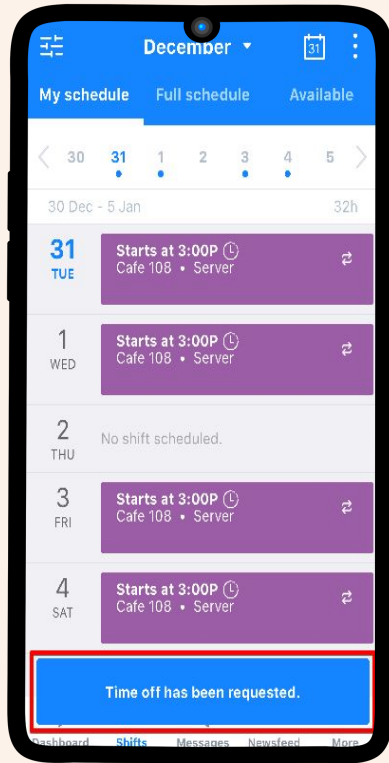 December
31
My schedule Full schedule Available
30 31 1 2 3 4 5
30 Dec - 5 Jan 32h
31
TUE
Starts at 3:00P
Cafe 108 • Server
1
WED
Starts at 3:00P
Cafe 108 • Server
2
THU
No shift scheduled.
3
FRI
Starts at 3:00P
Cafe 108 • Server
4
SAT
Starts at 3:00P
Cafe 108 • Server
Time off has been requested.
Dashboard Shifts Messages Newsfeed More